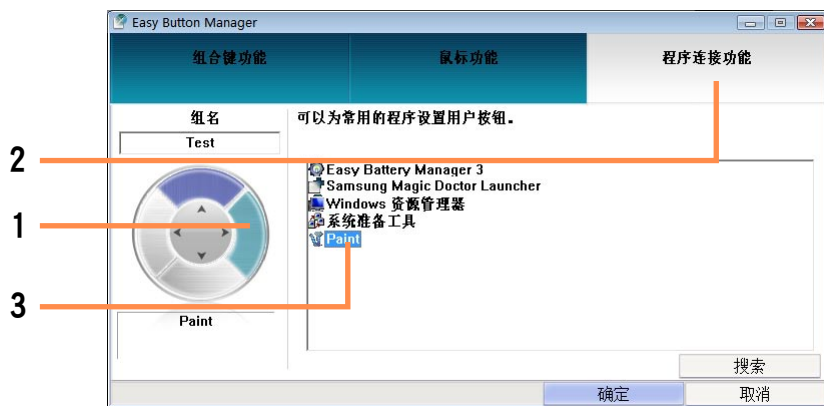 Easy Button Manager
组合键功能 鼠标功能 程序连接功能
组名
可以为常用的程序设置用户按钮。
Test
2
Easy Battery Manager 3
Samsung Magic Doctor Launcher
Windows 资源管理器
系统准备工具
Paint
1
3
Paint
搜索
确定 取消